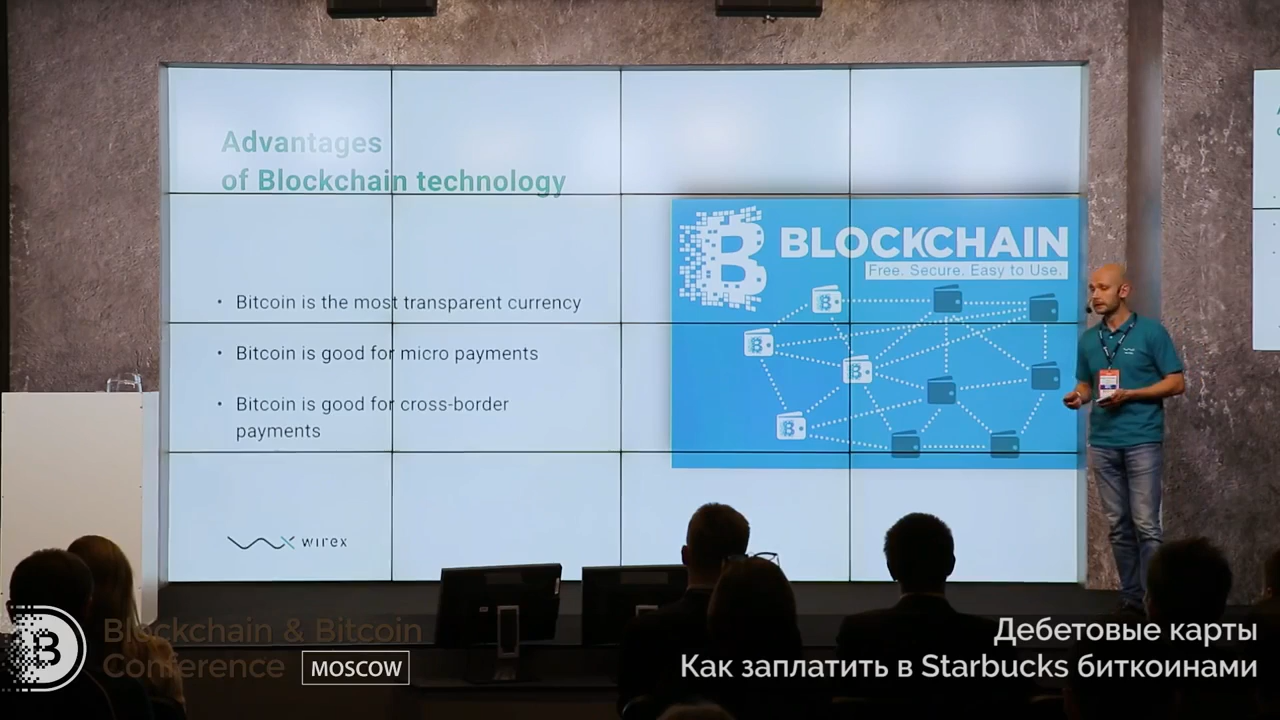 Advantages
of Blockchain technology
• Bitcoin is the most transparent currency
• Bitcoin is good for micro payments
• Bitcoin is good for cross-border
payments
wirex
BLOCKCHAIN
Free. Secure. Easy to Use.
Blockchain & Bitcoin
Conference MOSCOW
Дебетовые карты
Как заплатить в Starbucks биткоинами